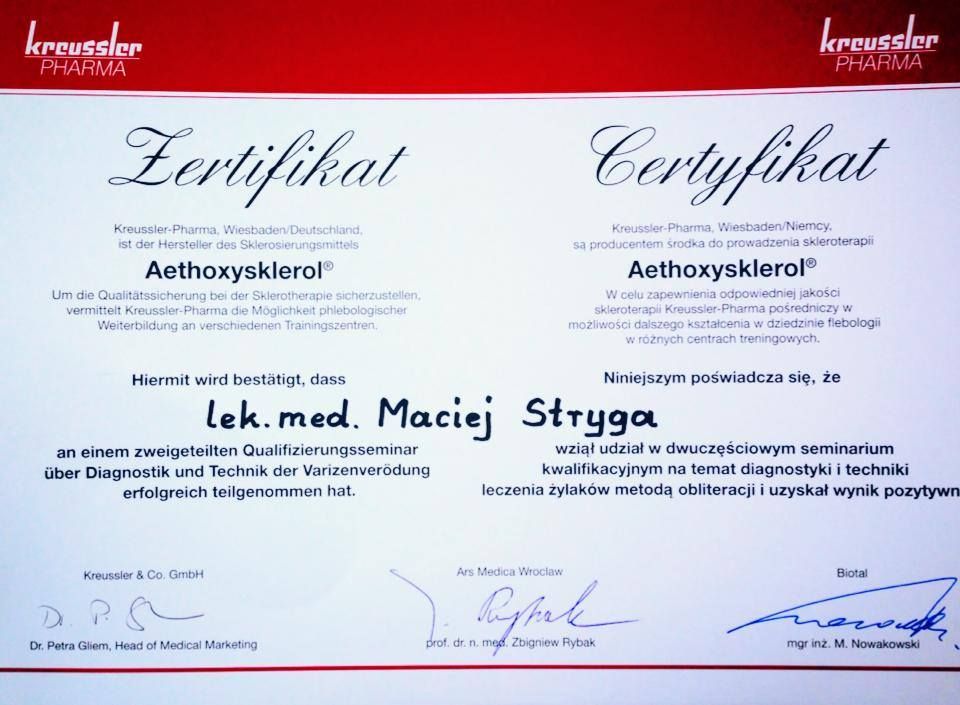 kreussler
PHARMA
kreussler
PHARMA
Zertifikat
Kreussler-Pharma, Wiesbaden/Deutschland,
ist der Hersteller des Sklerosierungsmittels
Aethoxysklerol®
Um die Qualitätssicherung bei der Sklerotherapie sicherzustellen,
vermittelt Kreussler-Pharma die Möglichkeit phlebologischer
Weiterbildung an verschiedenen Trainingszentren.
Hiermit wird bestätigt, dass
Certyfikat
Kreussler-Pharma, Wiesbaden/Niemcy,
są producentem środka do prowadzenia skleroterapii
Aethoxysklerol®
W celu zapewnienia odpowiedniej jakości
skleroterapii Kreussler-Pharma pośredniczy w
możliwości dalszego kształcenia w dziedzinie flebologii
w różnych centrach treningowych.
Niniejszym poświadcza się, że
lek. med. Maciej Stryga
an einem zweigeteilten Qualifizierungsseminar
über Diagnostik und Technik der Varizenverödung
erfolgreich teilgenommen hat.
wziął udział w dwuczęściowym seminarium
kwalifikacyjnym na temat diagnostyki i techniki
leczenia żylaków metodą obliteracji i uzyskał wynik pozytywn
Kreussler & Co. GmbH
Dr. P.
Dr. Petra Gliem, Head of Medical Marketing
Ars Medica Wroclaw
Rybak
prof. dr. n. med. Zbigniew Rybak
Biotal
mgr inż. M. Nowakowski